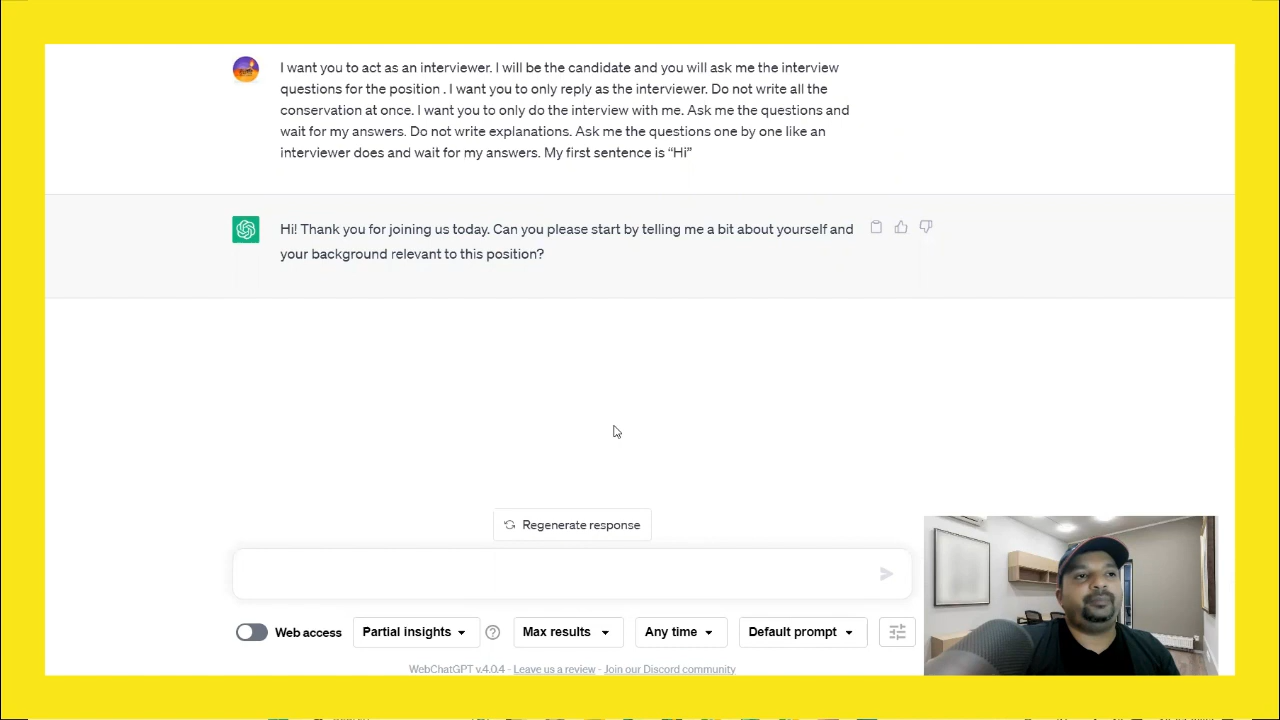 I want you to act as an interviewer. I will be the candidate and you will ask me the interview
questions for the position . I want you to only reply as the interviewer. Do not write all the
conservation at once. I want you to only do the interview with me. Ask me the questions and
wait for my answers. Do not write explanations. Ask me the questions one by one like an
interviewer does and wait for my answers. My first sentence is “Hi”
Hi! Thank you for joining us today. Can you please start by telling me a bit about yourself and
your background relevant to this position?
Regenerate response
Web access
Partial insights
Max results
Any time
Default prompt
WebChatGPT v.4.0.4 - Leave us a review - Join our Discord community